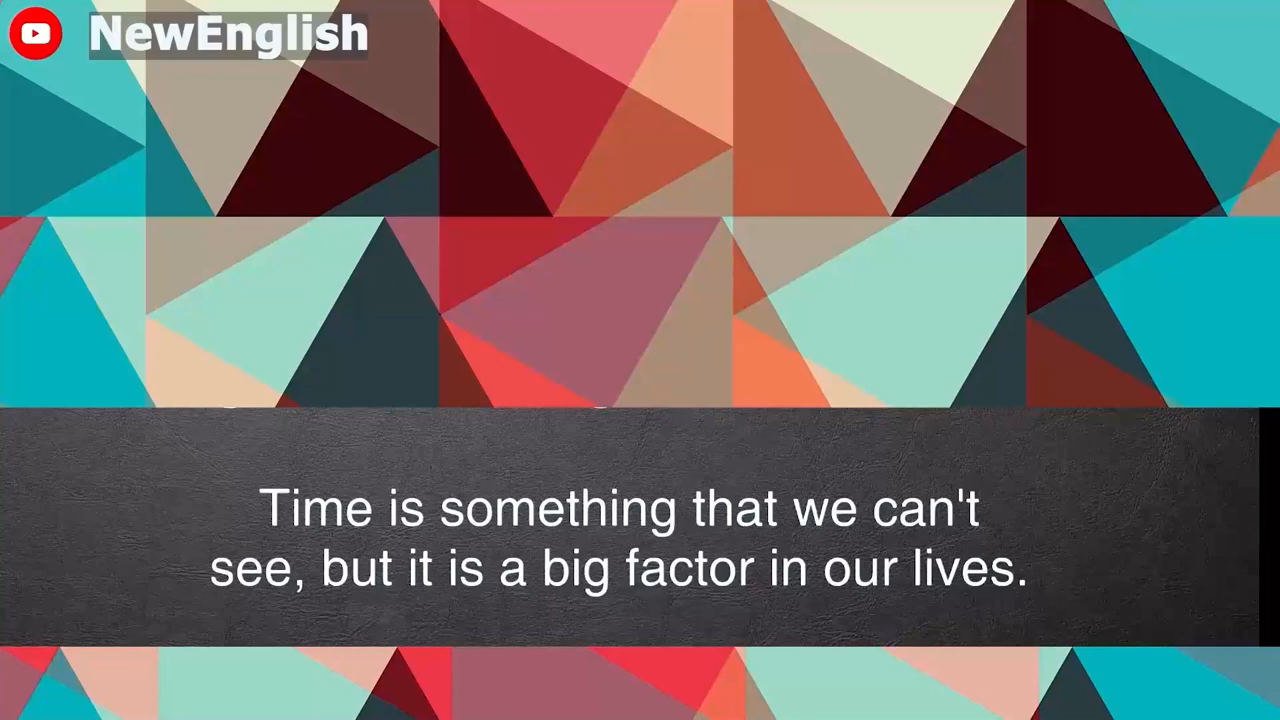 NewEnglish
Time is something that we can't
see, but it is a big factor in our lives.